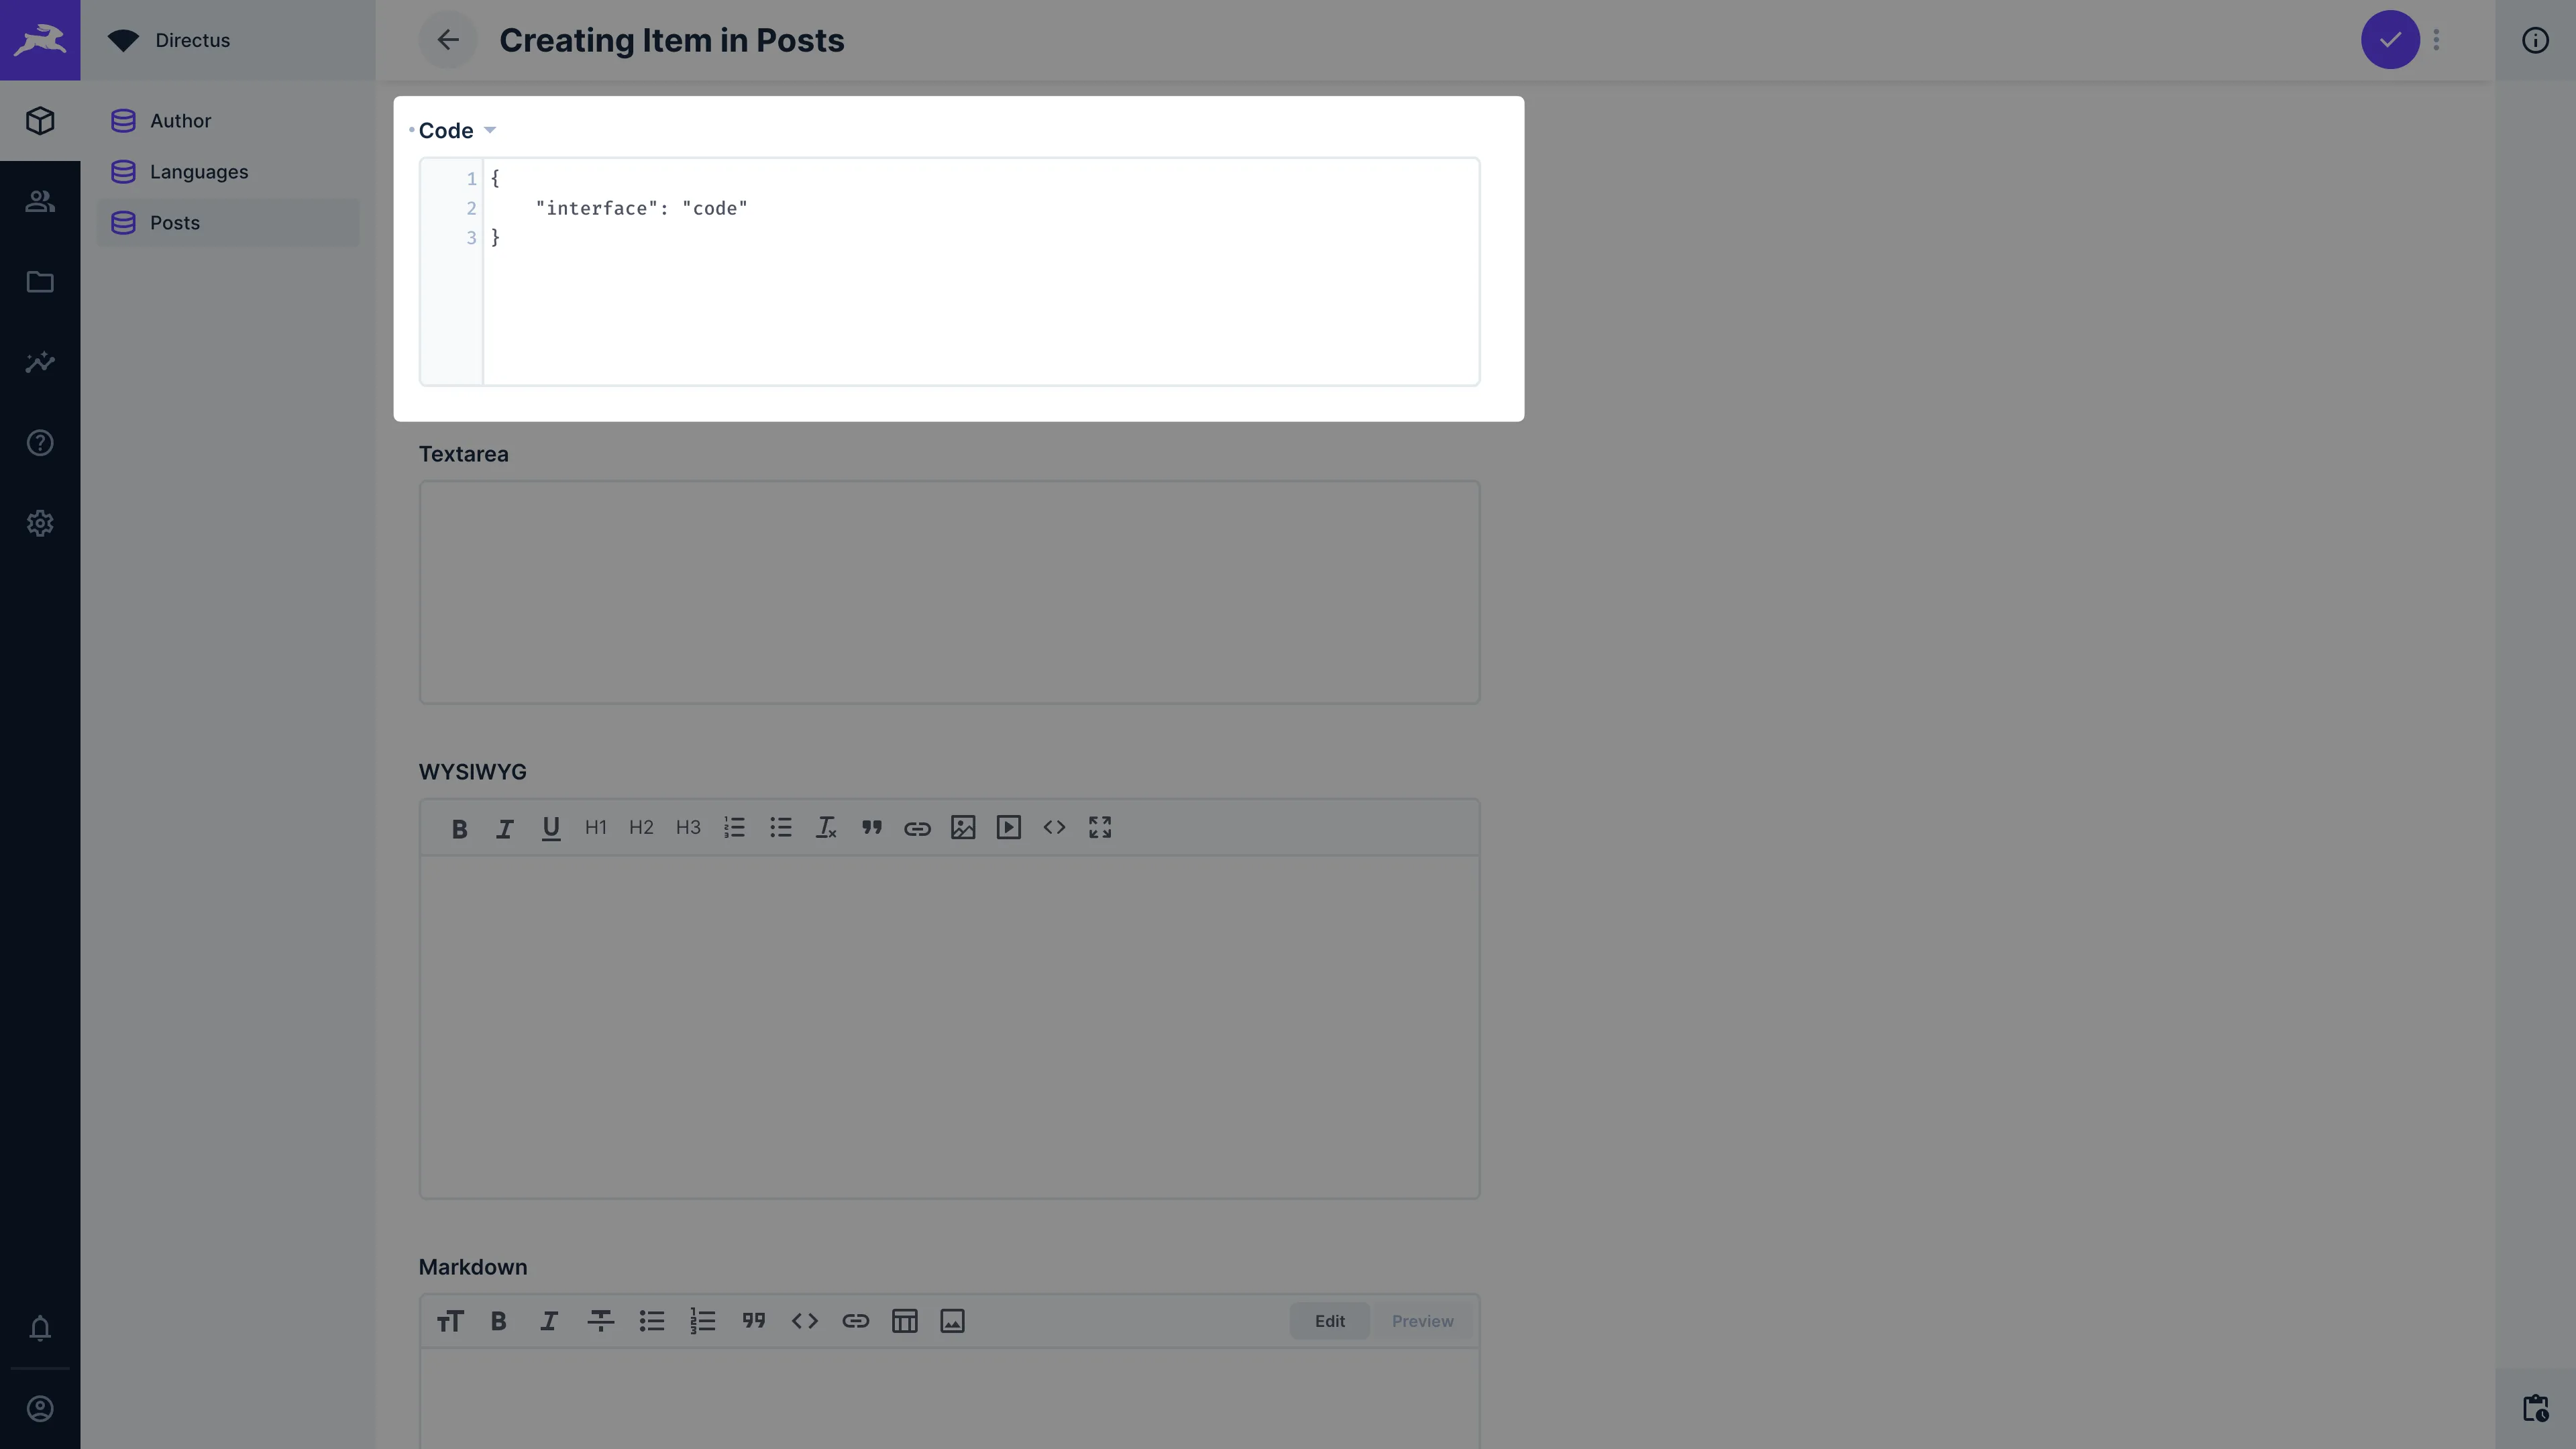 Directus
Creating Item in Posts
Author
Languages
Posts
Code
1 {
2     "interface": "code"
3 }
Textarea
WYSIWYG
B I U H1 H2 H3
Markdown
Edit Preview